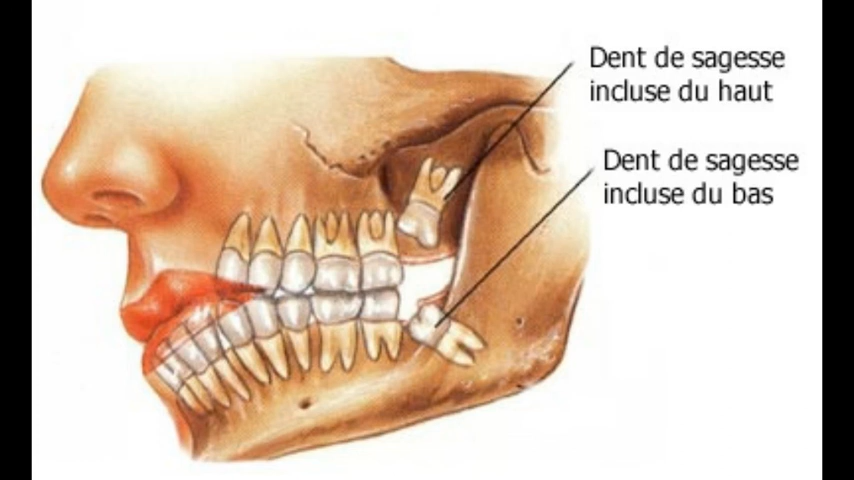 Dent de sagesse
incluse du haut
Dent de sagesse
incluse du bas